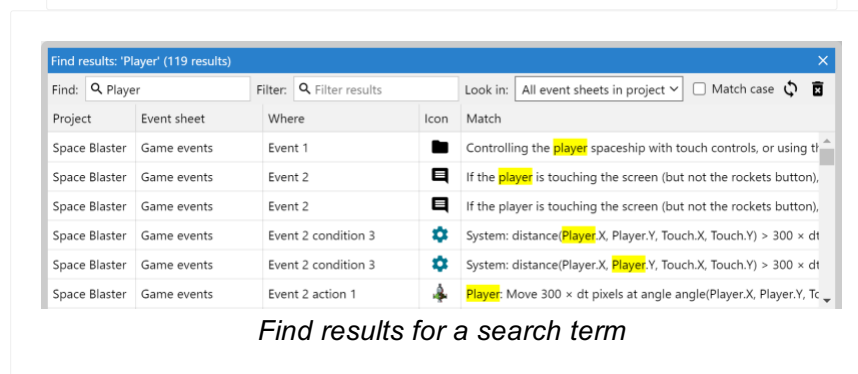 Find results: 'Player' (119 results)
Find: Player Filter: Filter results Look in: All event sheets in project Match case
Project Event sheet Where Icon Match
Space Blaster Game events Event 1 Controlling the player spaceship with touch controls, or using th
Space Blaster Game events Event 2 If the player is touching the screen (but not the rockets button),
Space Blaster Game events Event 2 If the player is touching the screen (but not the rockets button),
Space Blaster Game events Event 2 condition 3 System: distance(Player.X, Player.Y, Touch.X, Touch.Y) > 300 × dt
Space Blaster Game events Event 2 condition 3 System: distance(Player.X, Player.Y, Touch.X, Touch.Y) > 300 × dt
Space Blaster Game events Event 2 action 1 Player: Move 300 × dt pixels at angle angle(Player.X, Player.Y, To
Find results for a search term